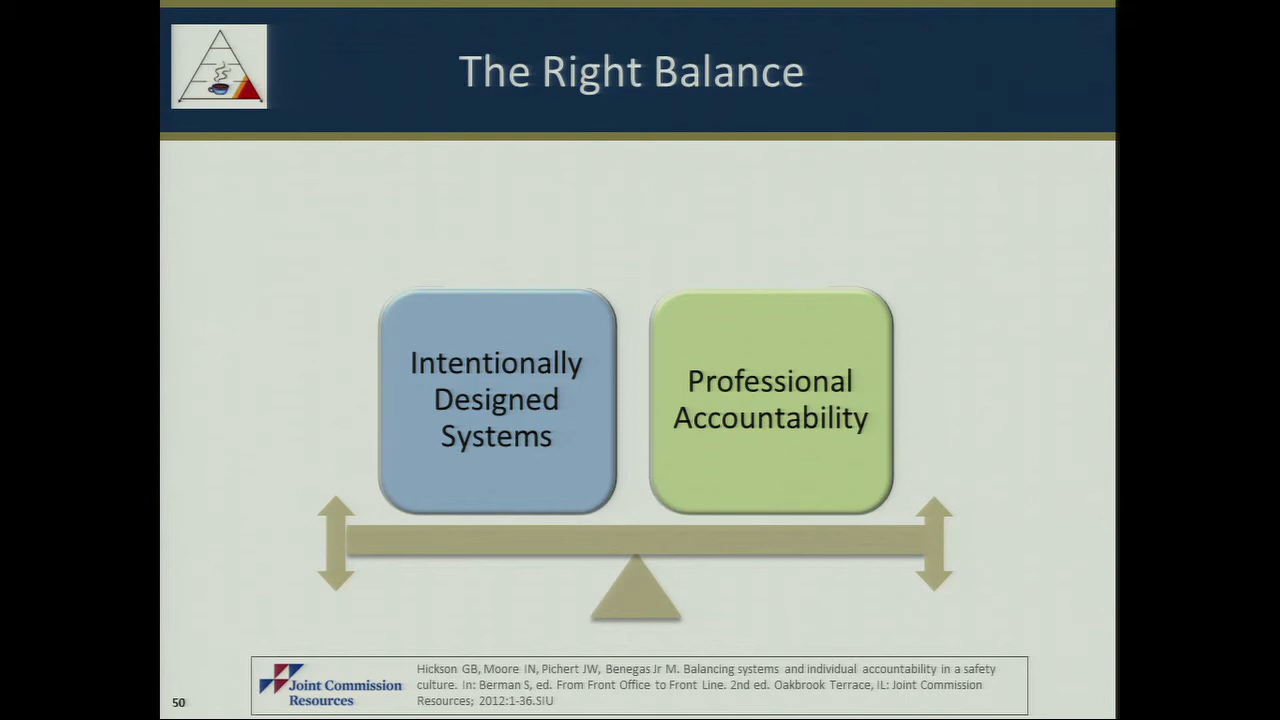 The Right Balance
Intentionally
Designed
Systems
Professional
Accountability
Joint Commission
Resources
Hickson GB, Moore IN, Pichert JW, Benegas Jr M. Balancing systems and individual accountability in a safety
culture. In: Berman S, ed. From Front Office to Front Line. 2nd ed. Oakbrook Terrace, IL: Joint Commission
Resources; 2012:1-36.SIU
50